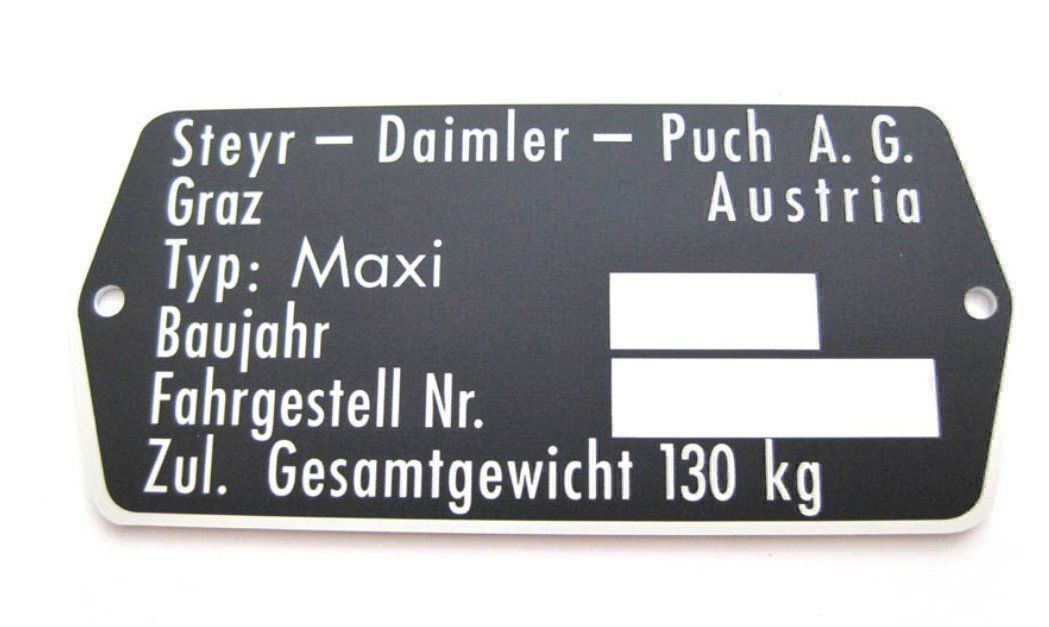 Steyr – Daimler – Puch A. G.
Graz Austria
Typ: Maxi
Baujahr
Fahrgestell Nr.
Zul. Gesamtgewicht 130 kg